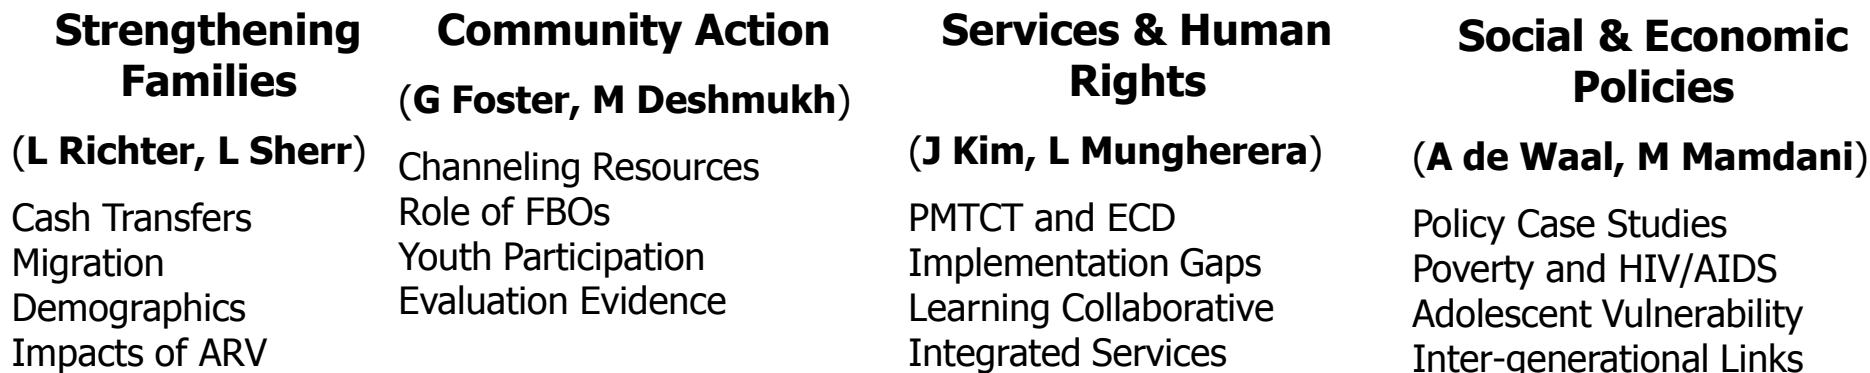 Strengthening
Families
(L Richter, L Sherr)
Cash Transfers
Migration
Demographics
Impacts of ARV
Community Action
(G Foster, M Deshmukh)
Channeling Resources
Role of FBOs
Youth Participation
Evaluation Evidence
Services & Human
Rights
(J Kim, L Mungherera)
PMTCT and ECD
Implementation Gaps
Learning Collaborative
Integrated Services
Social & Economic
Policies
(A de Waal, M Mamdani)
Policy Case Studies
Poverty and HIV/AIDS
Adolescent Vulnerability
Inter-generational Links